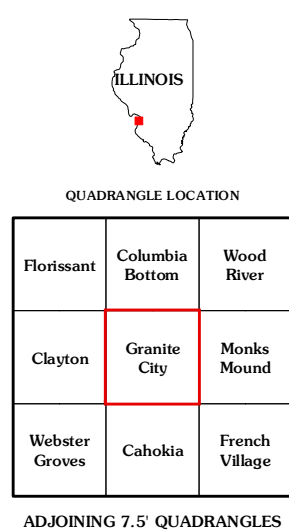 ILLINOIS
QUADRANGLE LOCATION
Florissant
Columbia
Bottom
Wood
River
Clayton
Granite
City
Monks
Mound
Webster
Groves
Cahokia
French
Village
ADJOINING 7.5' QUADRANGLES